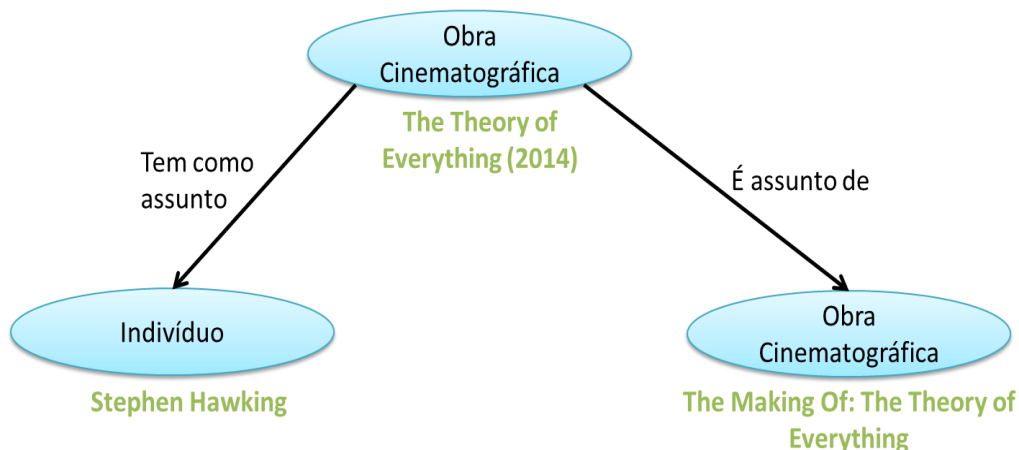 Obra
Cinematográfica
The Theory of
Everything (2014)
Tem como
assunto
É assunto de
Indivíduo
Stephen Hawking
Obra
Cinematográfica
The Making Of: The Theory of
Everything